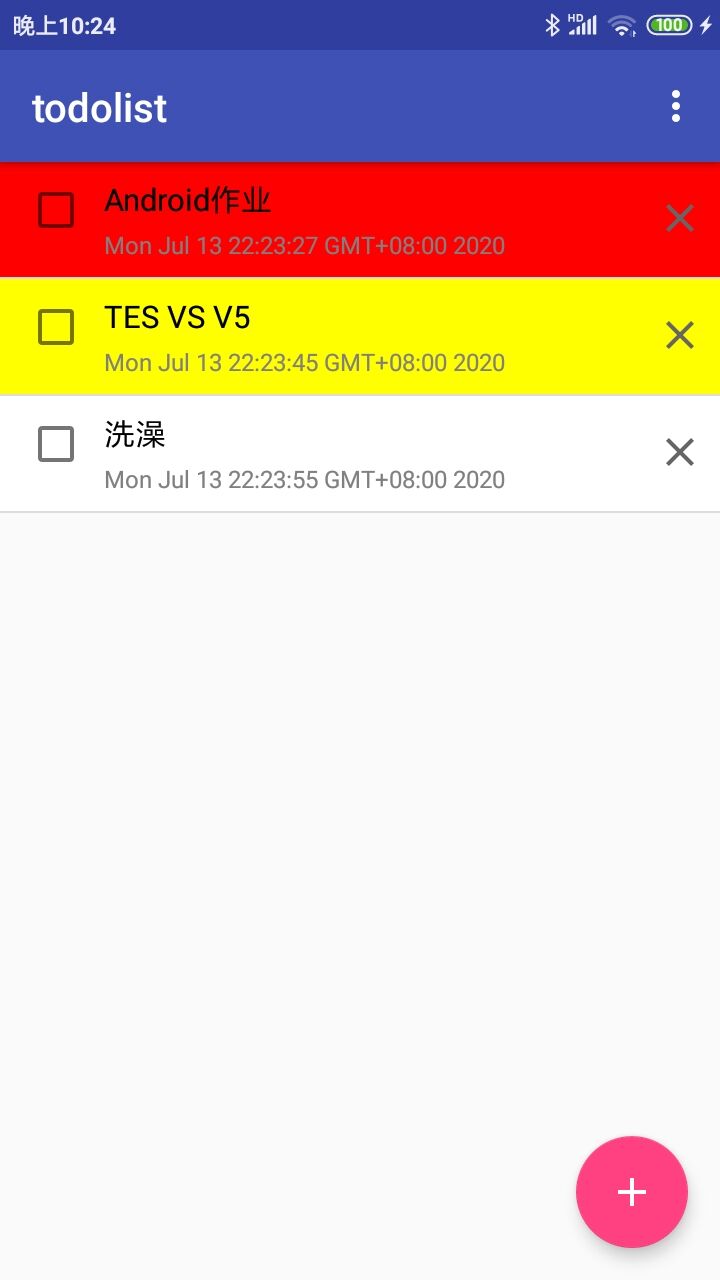 晚上10:24
HD
100
todolist
Android作业
Mon Jul 13 22:23:27 GMT+08:00 2020
TES VS V5
Mon Jul 13 22:23:45 GMT+08:00 2020
洗澡
Mon Jul 13 22:23:55 GMT+08:00 2020